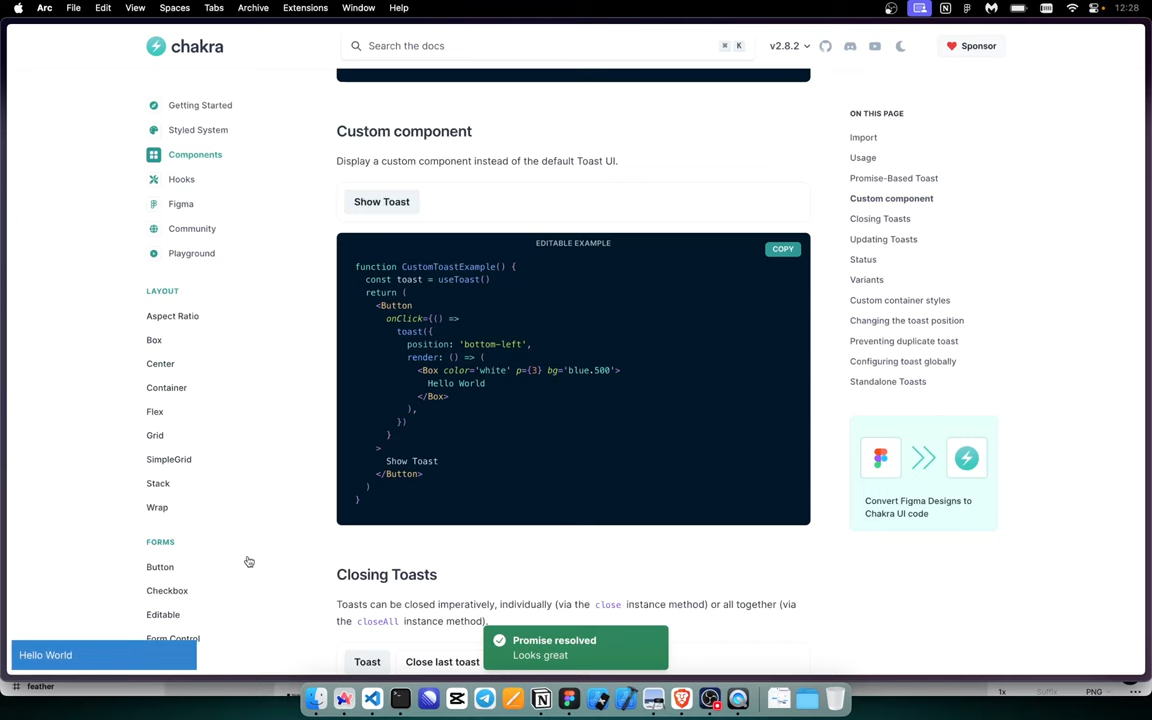 Arc File Edit View Spaces Tabs Archive Extensions Window Help
12:28
chakra
Search the docs
⌘ K
v2.8.2
Sponsor
Getting Started
Styled System
Components
Hooks
Figma
Community
Playground
LAYOUT
Aspect Ratio
Box
Center
Container
Flex
Grid
SimpleGrid
Stack
Wrap
FORMS
Button
Checkbox
Editable
Form Control
Custom component
Display a custom component instead of the default Toast UI.
Show Toast
EDITABLE EXAMPLE
COPY
function CustomToastExample() {
const toast = useToast()
return (
<Button
onClick={() =>
toast({
position: 'bottom-left',
render: () => (
<Box color='white' p={3} bg='blue.500'>
Hello World
</Box>
),
})
}
>
Show Toast
</Button>
)
}
Closing Toasts
Toasts can be closed imperatively, individually (via the close instance method) or all together (via
the closeAll instance method).
Toast
Close last toast
Promise resolved
Looks great
Hello World
ON THIS PAGE
Import
Usage
Promise-Based Toast
Custom component
Closing Toasts
Updating Toasts
Status
Variants
Custom container styles
Changing the toast position
Preventing duplicate toast
Configuring toast globally
Standalone Toasts
Convert Figma Designs to
Chakra UI code
# feather
1x
Suffix
PNG